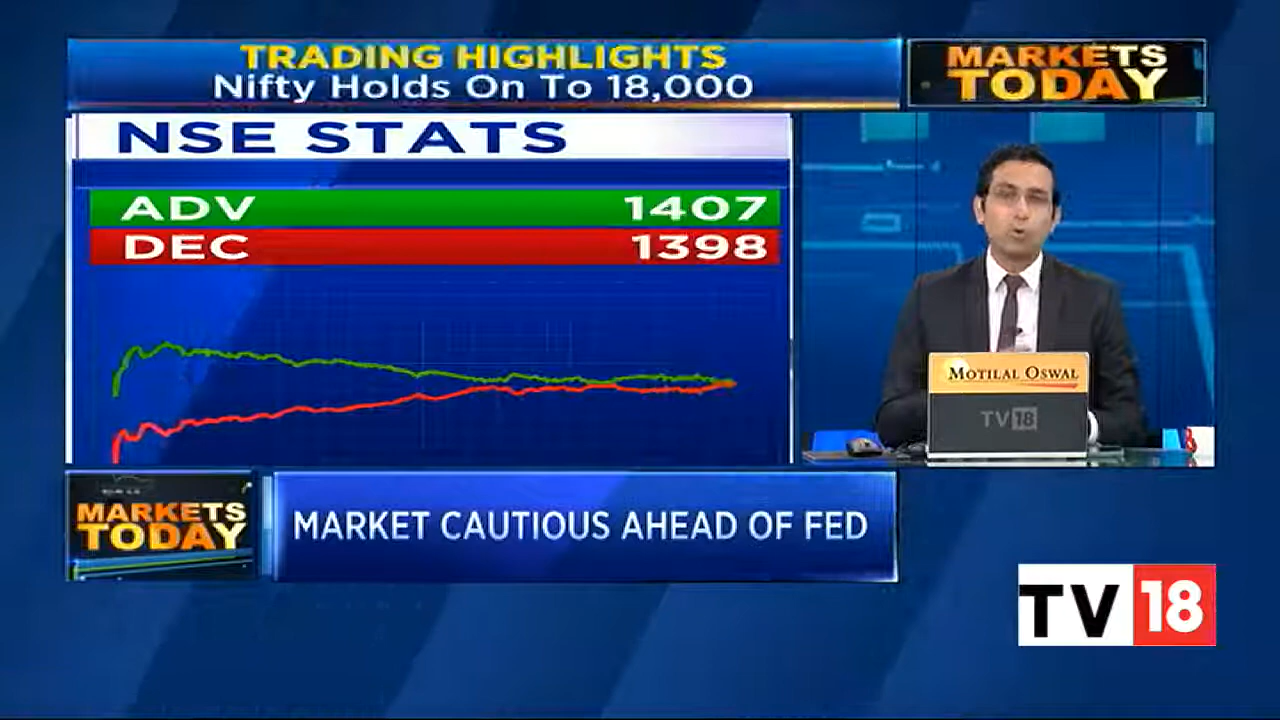 TRADING HIGHLIGHTS
Nifty Holds On To 18,000
MARKETS
TODAY
NSE STATS
ADV 1407
DEC 1398
MOTILAL OSWAL
TV18
MARKETS
TODAY
MARKET CAUTIOUS AHEAD OF FED
TV18